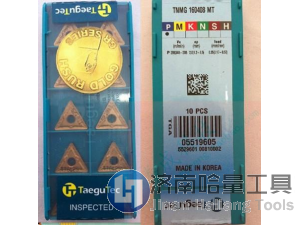 TaeguTec
GOLD RUSH
TaeguTec
INSPECTED
TNMG 160408 MT
P M K N S H
10 PCS
05519605
MADE IN KOREA
TaeguTec
济南哈量工具
Jinan Haliang Tools